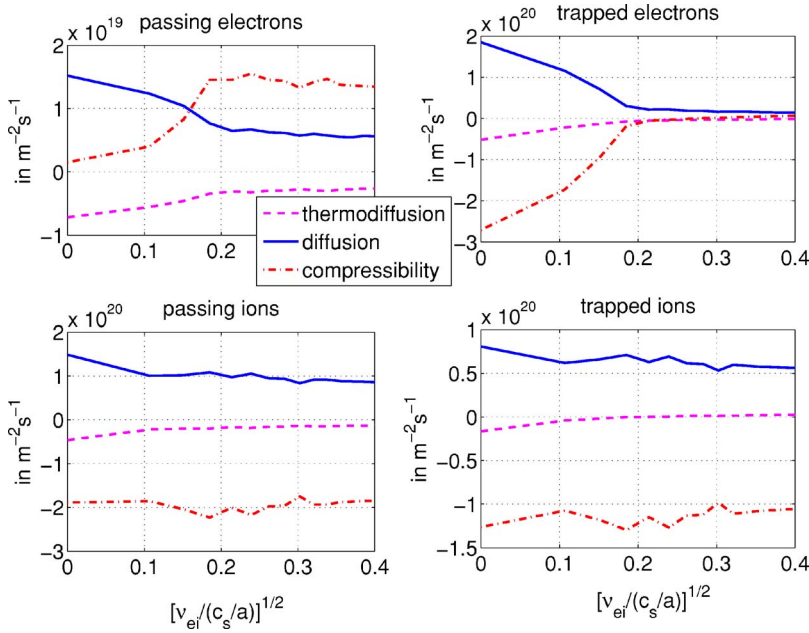 x 10^19 passing electrons
in m^−2s^−1
2
1
0
−1
0 0.1 0.2 0.3 0.4
x 10^20 trapped electrons
in m^−2s^−1
2
1
0
−1
−2
−3
0 0.1 0.2 0.3 0.4
thermodiffusion
diffusion
compressibility
x 10^20 passing ions
in m^−2s^−1
2
1
0
−1
−2
−3
0 0.1 0.2 0.3 0.4
[ν_ei/(c_s/a)]^1/2
x 10^20 trapped ions
in m^−2s^−1
1
0.5
0
−0.5
−1
−1.5
0 0.1 0.2 0.3 0.4
[ν_ei/(c_s/a)]^1/2